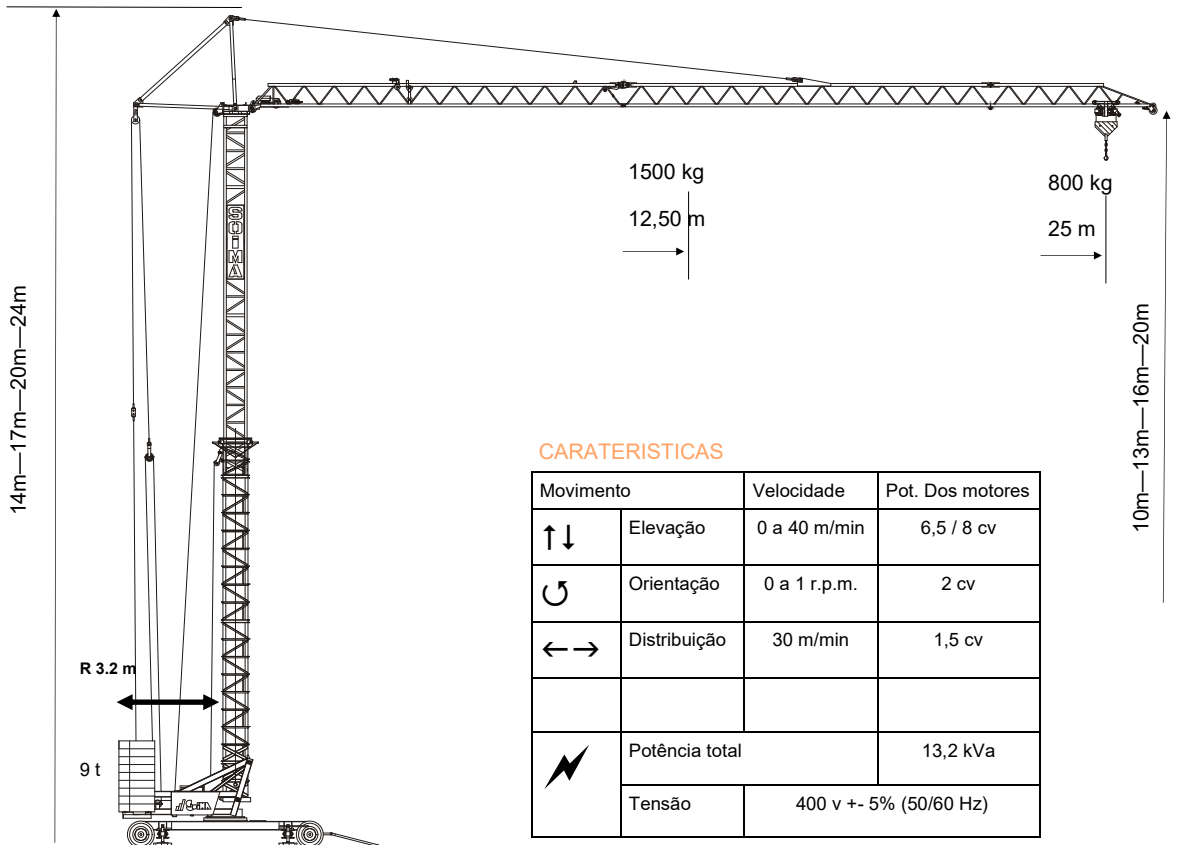 1500 kg
12,50 m
800 kg
25 m
14m—17m—20m—24m
10m—13m—16m—20m
SOIMA
R 3.2 m
9 t
SOIMA
CARATERISTICAS
Movimento Velocidade Pot. Dos motores
↑↓ Elevação 0 a 40 m/min 6,5 / 8 cv
Orientação 0 a 1 r.p.m. 2 cv
←→ Distribuição 30 m/min 1,5 cv
Potência total 13,2 kVa
Tensão 400 v +- 5% (50/60 Hz)